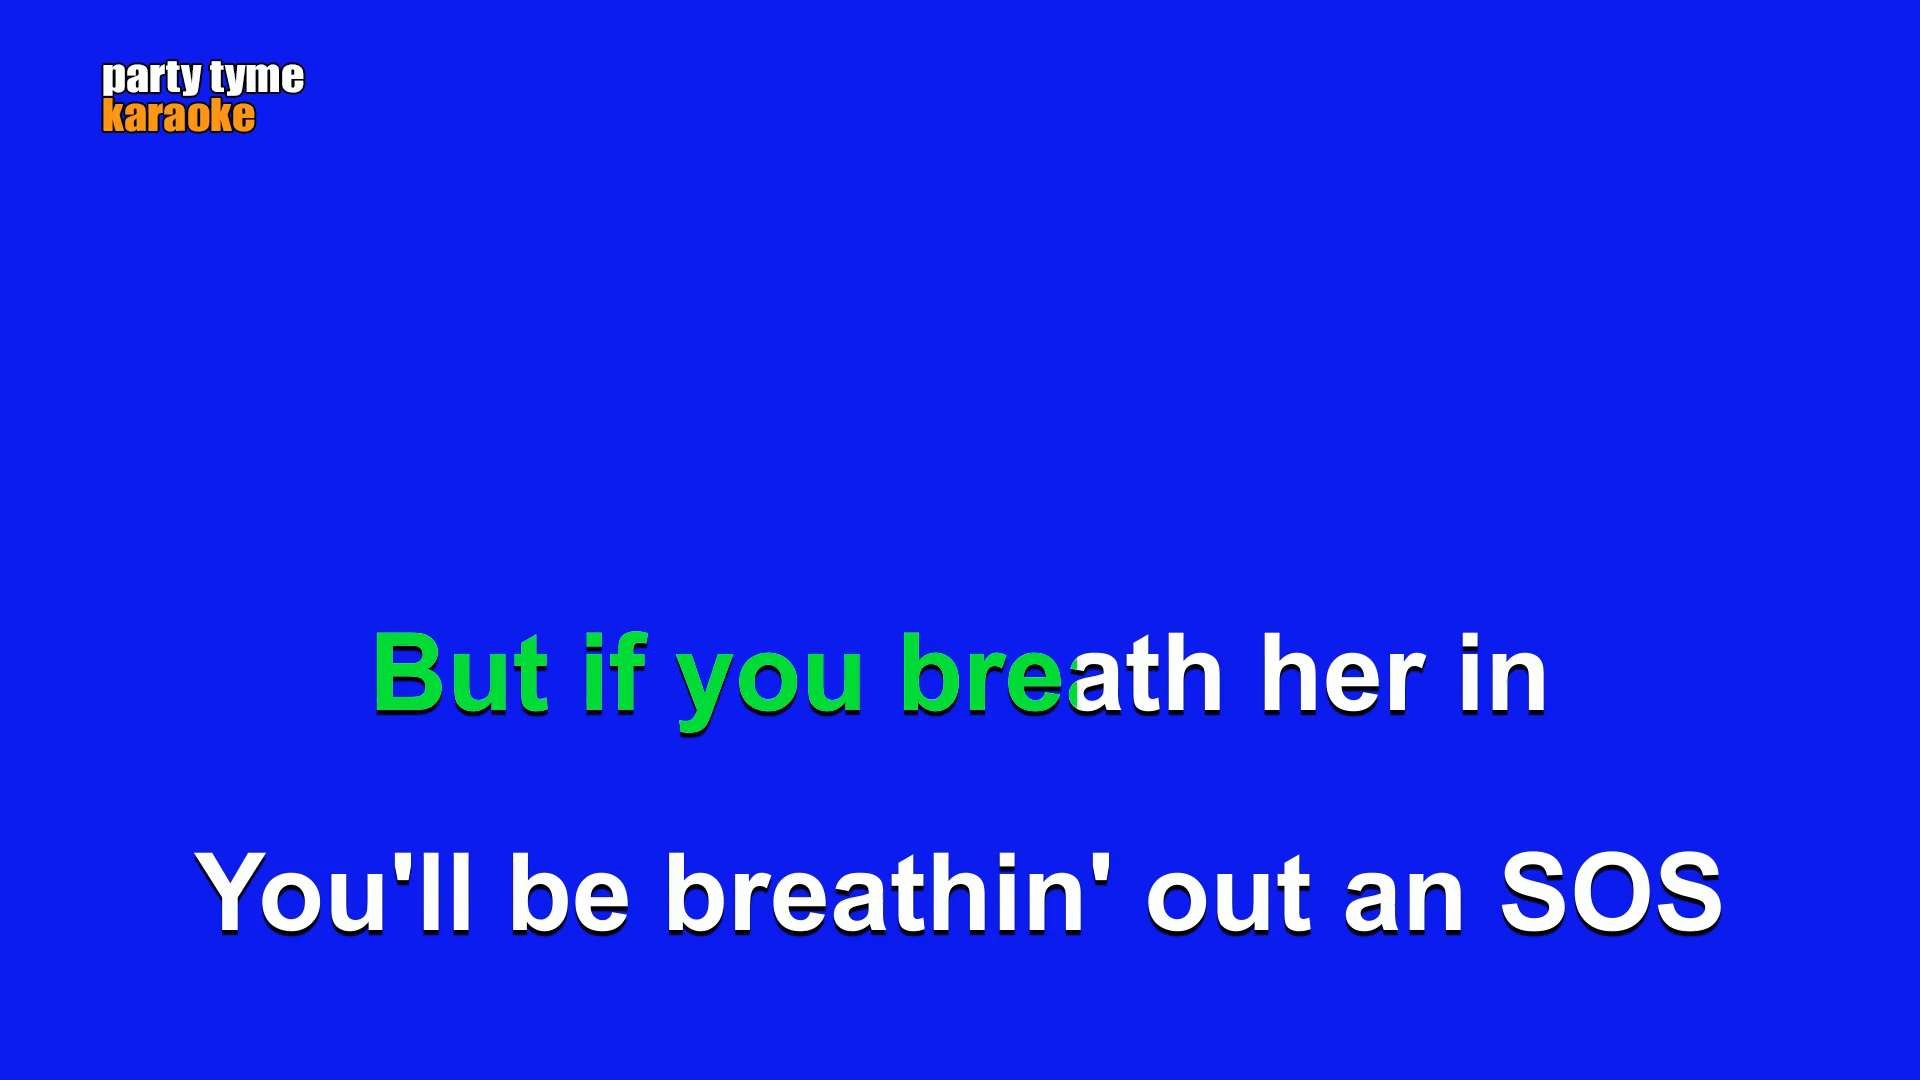 party tyme
karaoke
But if you breath her in
You'll be breathin' out an SOS